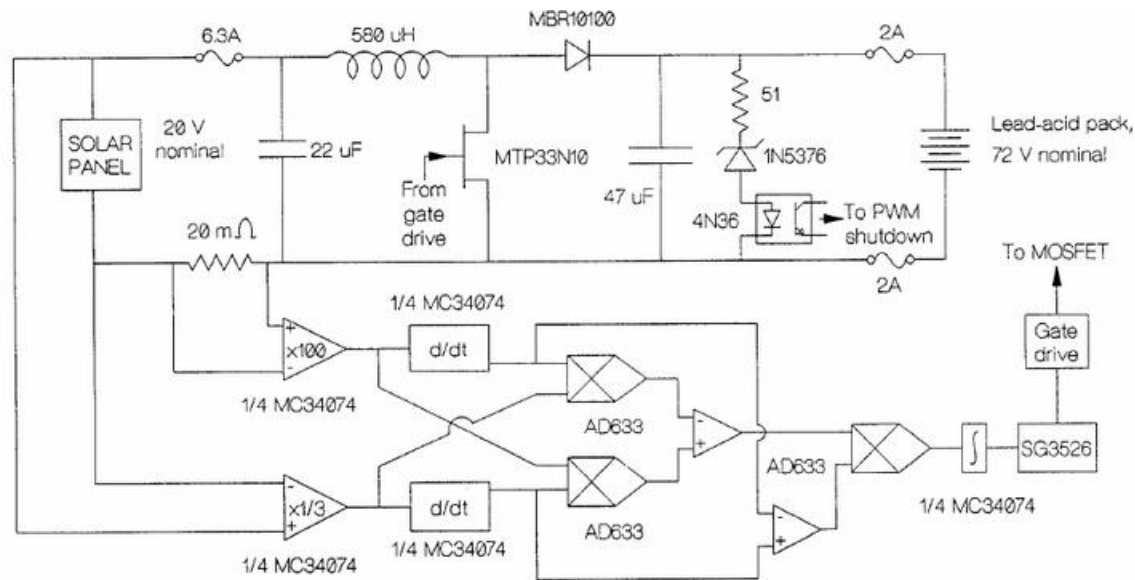 MBR10100
6.3A
580 uH
2A
SOLAR
PANEL
20 V
nominal
22 uF
MTP33N10
From
gate
drive
47 uF
51
1N5376
4N36
To PWM
shutdown
Lead-acid pack,
72 V nominal
20 mΩ
2A
To MOSFET
1/4 MC34074
+
x100
-
d/dt
1/4 MC34074
AD633
-
+
Gate
drive
AD633
∫
SG3526
-
x1/3
+
d/dt
AD633
1/4 MC34074
1/4 MC34074
1/4 MC34074
-
+